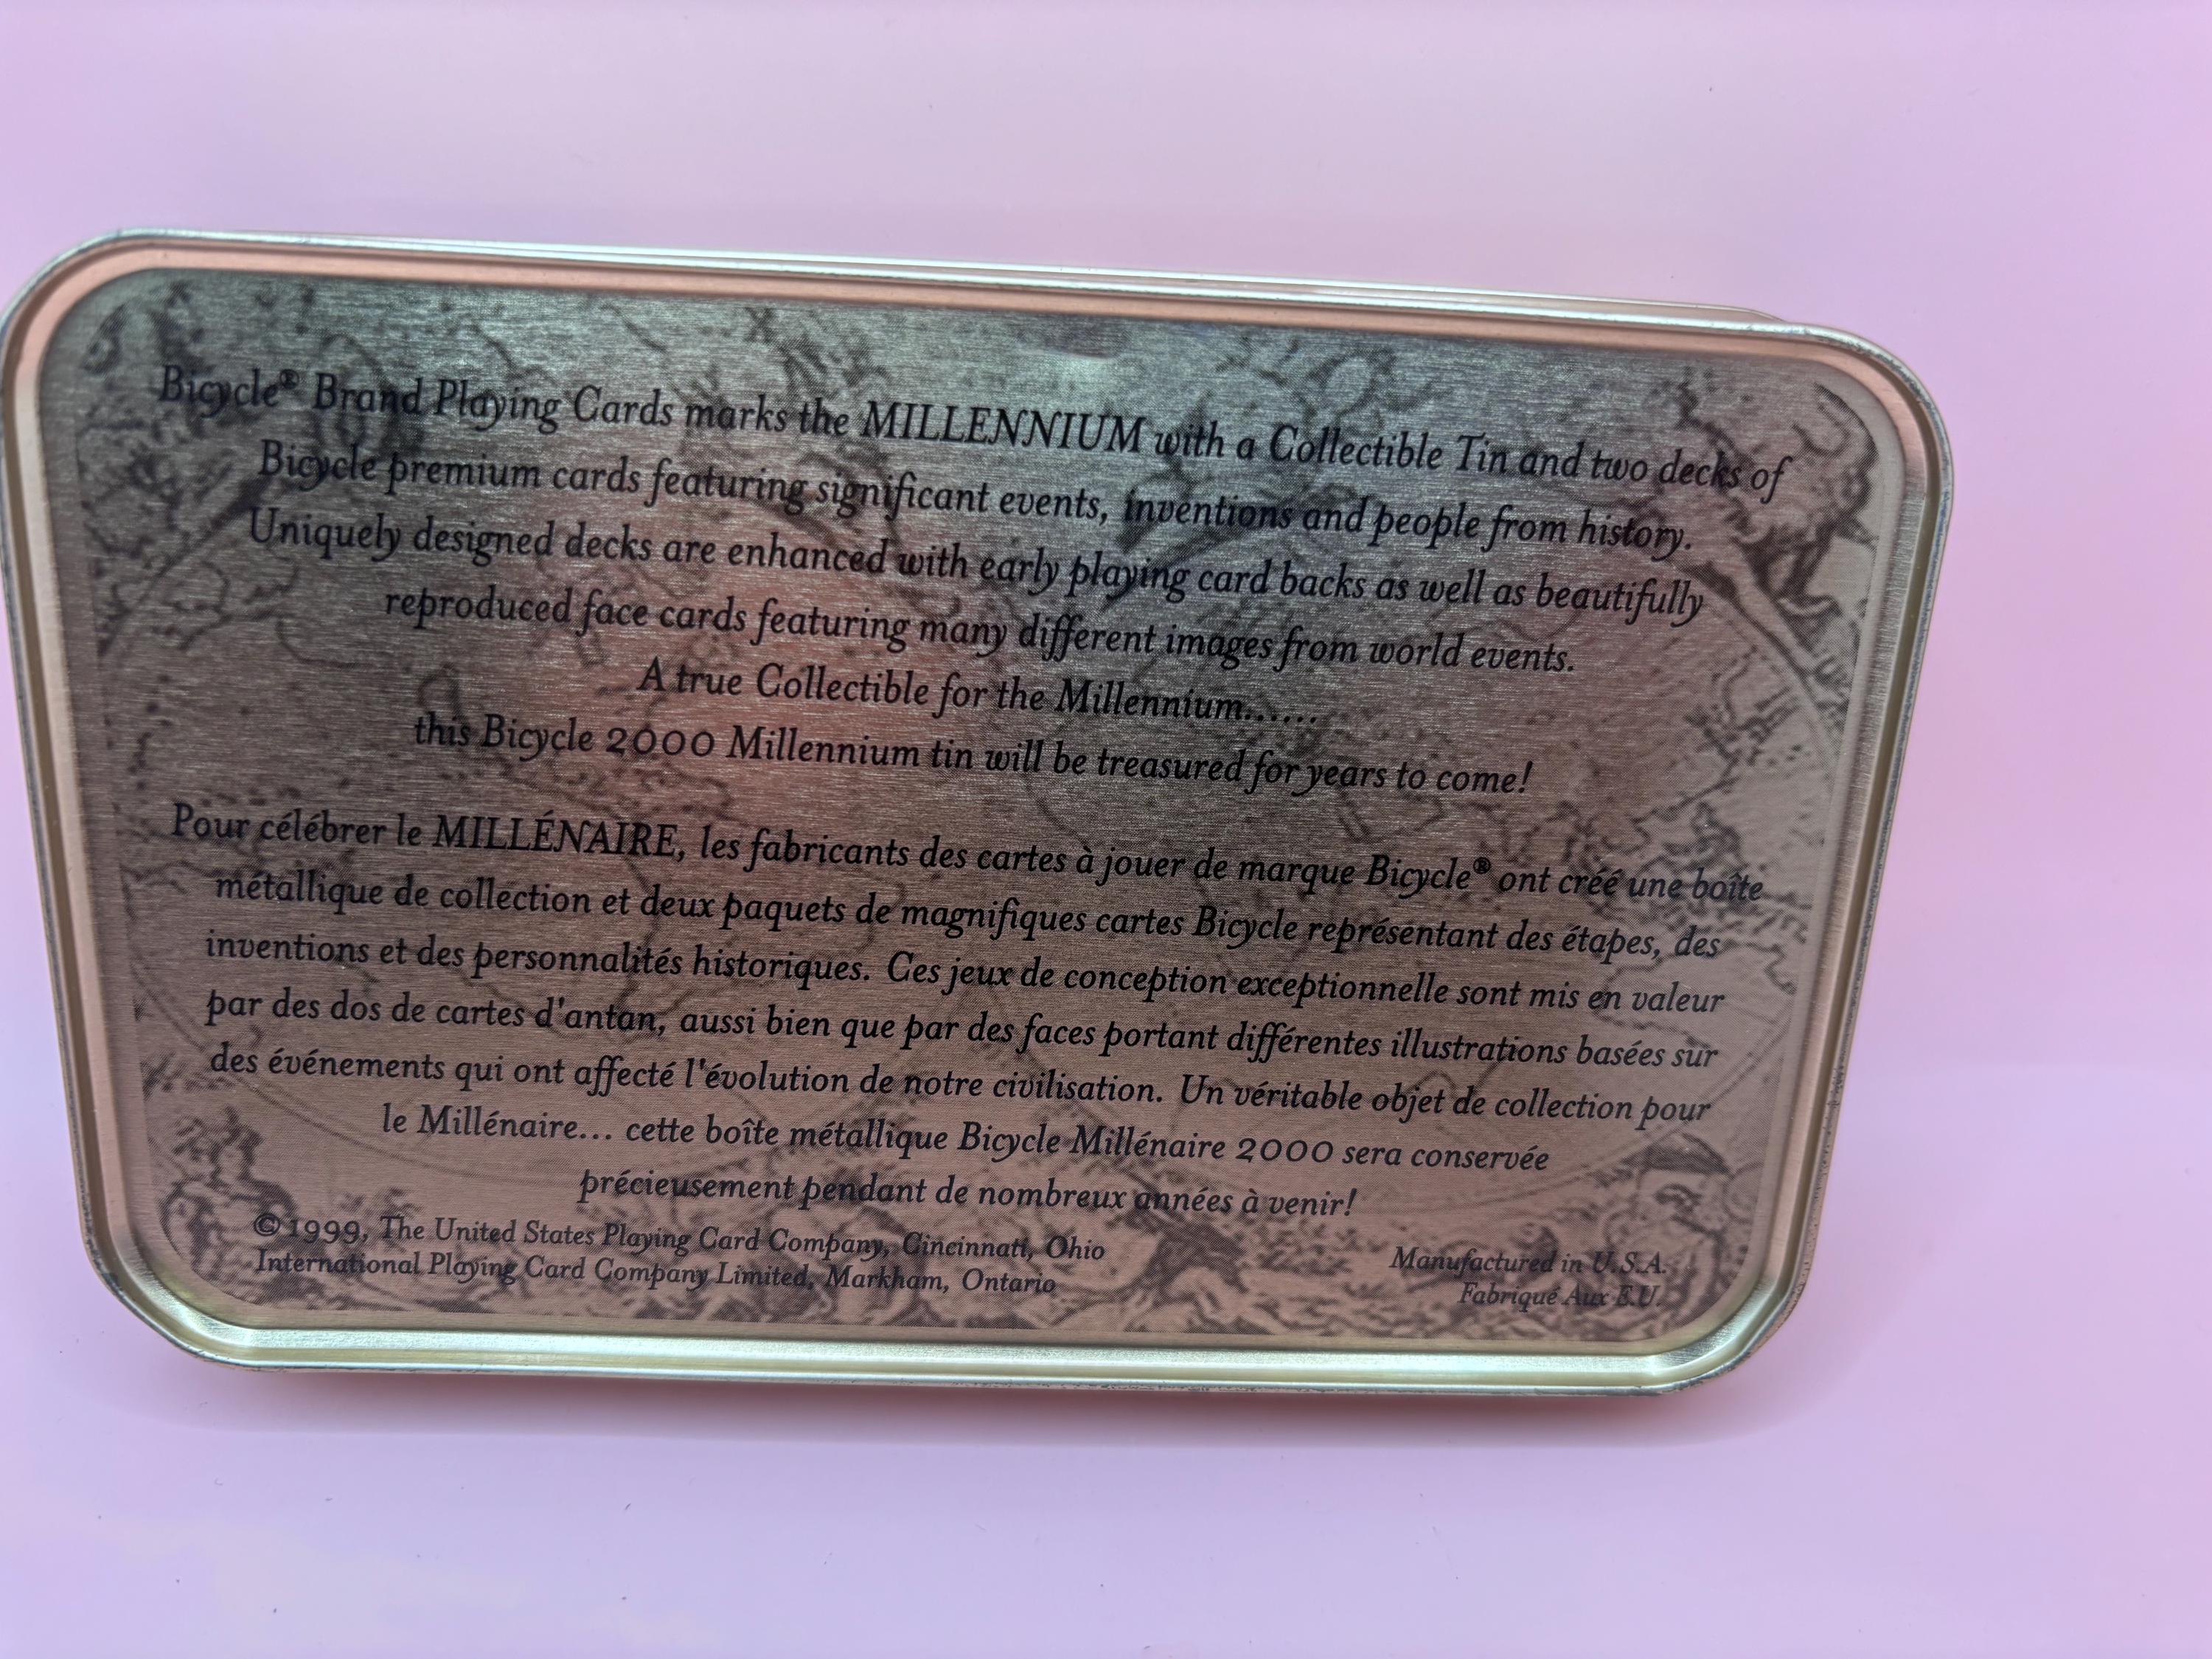 Bicycle® Brand Playing Cards marks the MILLENNIUM with a Collectible Tin and two decks of
Bicycle premium cards featuring significant events, inventions and people from history.
Uniquely designed decks are enhanced with early playing card backs as well as beautifully
reproduced face cards featuring many different images from world events.
A true Collectible for the Millennium......
this Bicycle 2000 Millennium tin will be treasured for years to come!
Pour célébrer le MILLÉNAIRE, les fabricants des cartes à jouer de marque Bicycle® ont créé une boîte
métallique de collection et deux paquets de magnifiques cartes Bicycle représentant des étapes, des
inventions et des personnalités historiques. Ces jeux de conception exceptionnelle sont mis en valeur
par des dos de cartes d'antan, aussi bien que par des faces portant différentes illustrations basées sur
des événements qui ont affecté l'évolution de notre civilisation. Un véritable objet de collection pour
le Millénaire... cette boîte métallique Bicycle Millénaire 2000 sera conservée
précieusement pendant de nombreux années à venir!
© 1999, The United States Playing Card Company, Cincinnati, Ohio
International Playing Card Company Limited, Markham, Ontario
Manufactured in U.S.A.
Fabriqué Aux E.U.